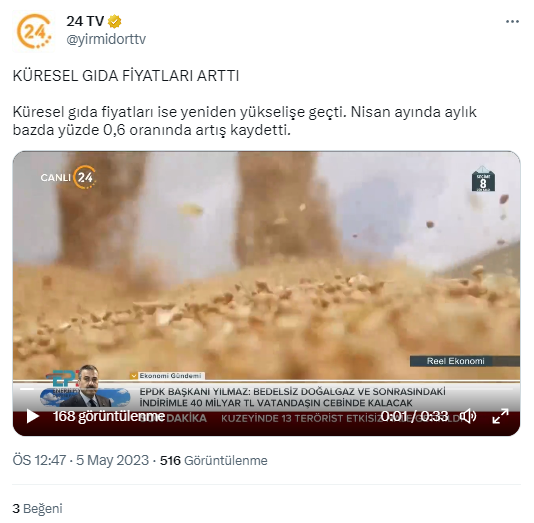 24 TV
@yirmidorttv
KÜRESEL GIDA FİYATLARI ARTTI
Küresel gıda fiyatları ise yeniden yükselişe geçti. Nisan ayında aylık
bazda yüzde 0,6 oranında artış kaydetti.
CANLI 24
8
Reel Ekonomi
Ekonomi Gündemi
EPDK BAŞKANI YILMAZ: BEDELSİZ DOĞALGAZ VE SONRASINDAKİ
İNDİRİMLE 40 MİLYAR TL VATANDAŞIN CEBİNDE KALACAK
168 görüntülenme
0:01 / 0:33
SON DAKİKA KUZEYİNDE 13 TERÖRİST ETKİSİZ
ÖS 12:47 · 5 May 2023 · 516 Görüntülenme
3 Beğeni